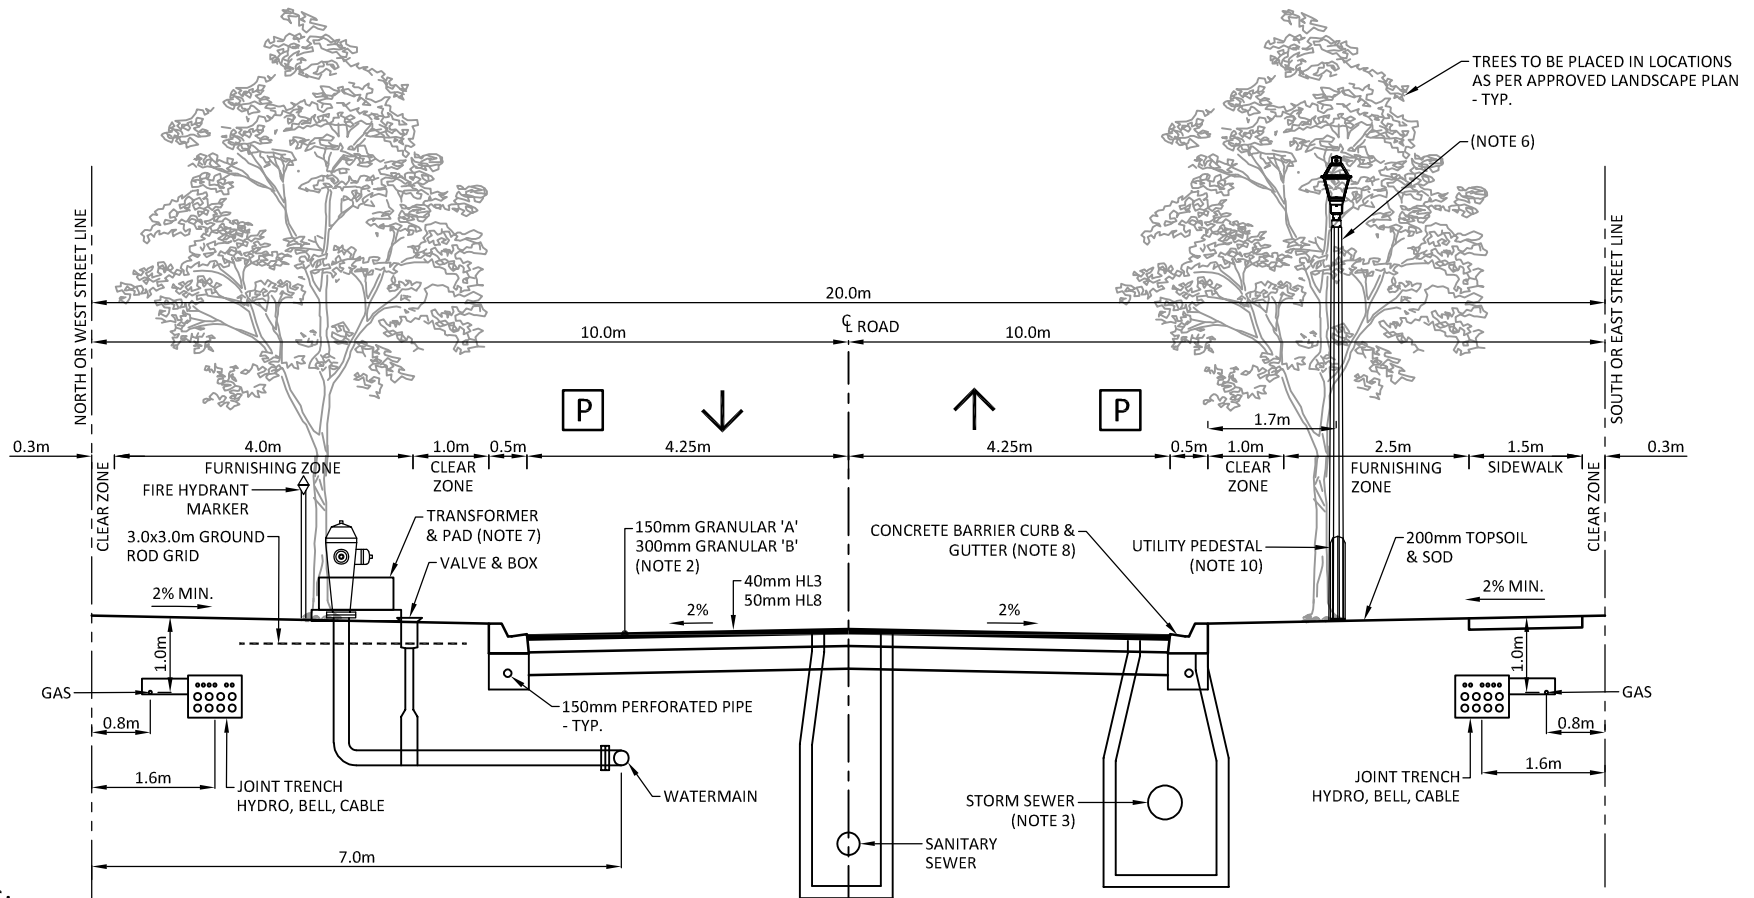 TREES TO BE PLACED IN LOCATIONS
AS PER APPROVED LANDSCAPE PLAN
- TYP.
(NOTE 6)
NORTH OR WEST STREET LINE
SOUTH OR EAST STREET LINE
20.0m
℄ ROAD
10.0m
10.0m
P
P
1.7m
0.3m
4.0m
1.0m
0.5m
4.25m
4.25m
0.5m
1.0m
2.5m
1.5m
0.3m
CLEAR ZONE
FURNISHING ZONE
CLEAR
ZONE
CLEAR
ZONE
FURNISHING
ZONE
SIDEWALK
CLEAR ZONE
FIRE HYDRANT
MARKER
3.0x3.0m GROUND
ROD GRID
TRANSFORMER
& PAD (NOTE 7)
VALVE & BOX
150mm GRANULAR 'A'
300mm GRANULAR 'B'
(NOTE 2)
40mm HL3
50mm HL8
CONCRETE BARRIER CURB &
GUTTER (NOTE 8)
UTILITY PEDESTAL
(NOTE 10)
200mm TOPSOIL
& SOD
2% MIN.
2%
2%
2% MIN.
1.0m
1.0m
GAS
GAS
0.8m
0.8m
150mm PERFORATED PIPE
- TYP.
1.6m
1.6m
JOINT TRENCH
HYDRO, BELL, CABLE
WATERMAIN
STORM SEWER
(NOTE 3)
JOINT TRENCH
HYDRO, BELL, CABLE
SANITARY
SEWER
7.0m